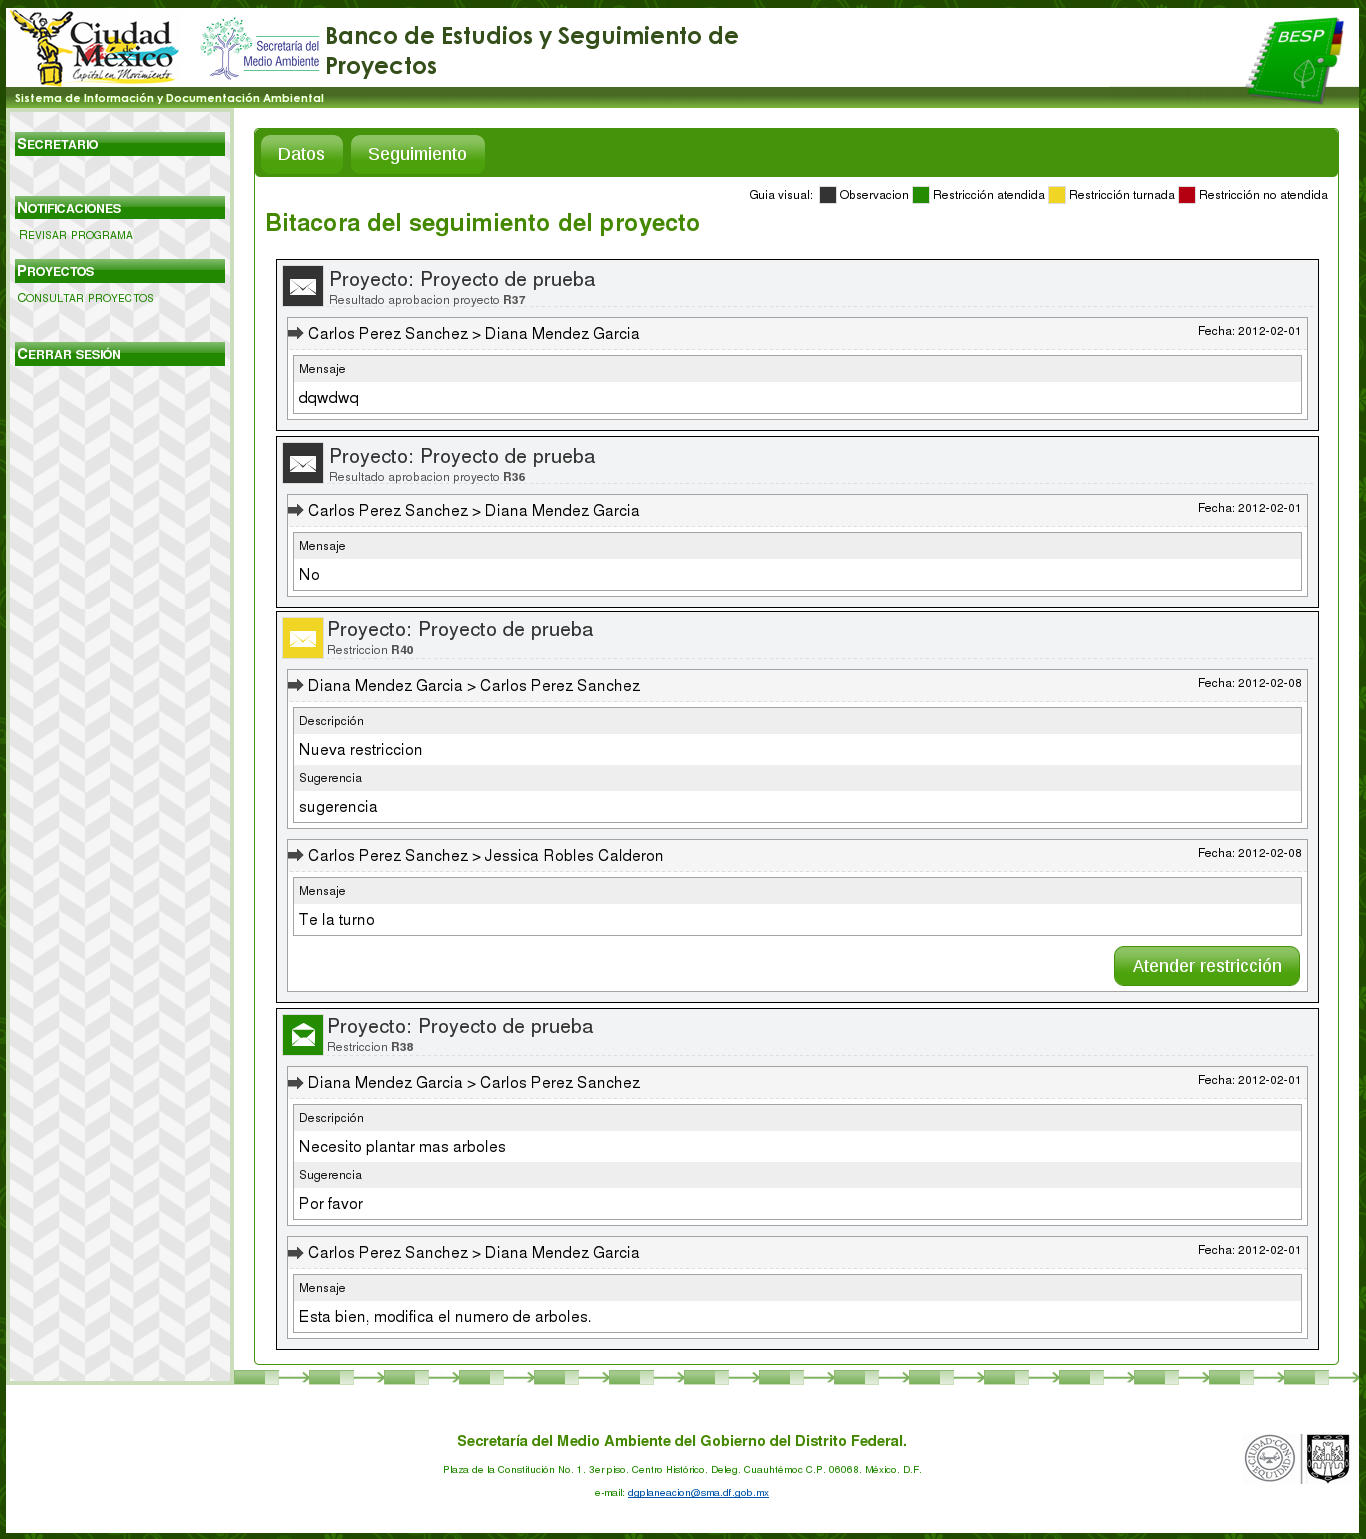 Ciudad
México
Capital en Movimiento
Secretaría del
Medio Ambiente
Banco de Estudios y Seguimiento de
Proyectos
BESP
Sistema de Información y Documentación Ambiental
SECRETARIO
NOTIFICACIONES
REVISAR PROGRAMA
PROYECTOS
CONSULTAR PROYECTOS
CERRAR SESIÓN
Datos Seguimiento
Guia visual: Observacion Restricción atendida Restricción turnada Restricción no atendida
Bitacora del seguimiento del proyecto
Proyecto: Proyecto de prueba
Resultado aprobacion proyecto R37
Carlos Perez Sanchez > Diana Mendez Garcia Fecha: 2012-02-01
Mensaje
dqwdwq
Proyecto: Proyecto de prueba
Resultado aprobacion proyecto R36
Carlos Perez Sanchez > Diana Mendez Garcia Fecha: 2012-02-01
Mensaje
No
Proyecto: Proyecto de prueba
Restriccion R40
Diana Mendez Garcia > Carlos Perez Sanchez Fecha: 2012-02-08
Descripción
Nueva restriccion
Sugerencia
sugerencia
Carlos Perez Sanchez > Jessica Robles Calderon Fecha: 2012-02-08
Mensaje
Te la turno
Atender restricción
Proyecto: Proyecto de prueba
Restriccion R38
Diana Mendez Garcia > Carlos Perez Sanchez Fecha: 2012-02-01
Descripción
Necesito plantar mas arboles
Sugerencia
Por favor
Carlos Perez Sanchez > Diana Mendez Garcia Fecha: 2012-02-01
Mensaje
Esta bien, modifica el numero de arboles.
Secretaría del Medio Ambiente del Gobierno del Distrito Federal.
Plaza de la Constitución No. 1. 3er piso. Centro Histórico. Deleg. Cuauhtémoc C.P. 06068. México. D.F.
e-mail: dgplaneacion@sma.df.gob.mx
CIUDAD CON
EQUIDAD